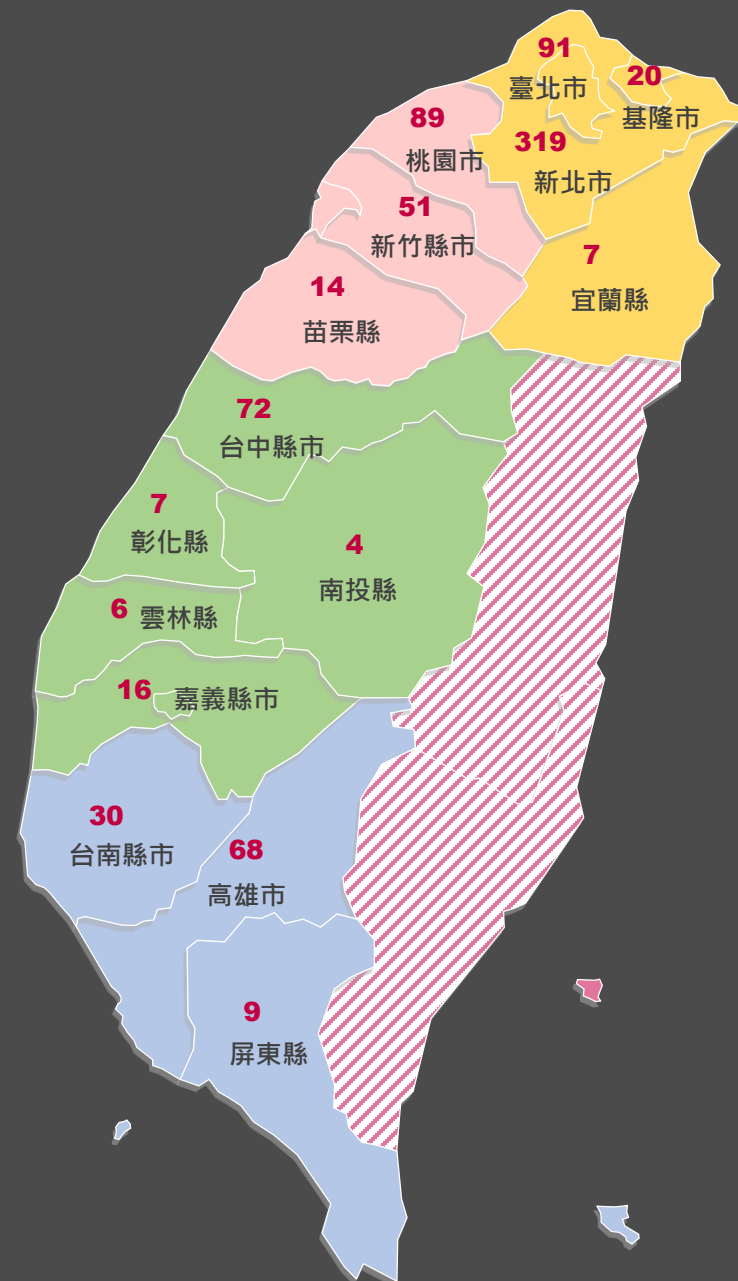 91
臺北市
20
基隆市
89
桃園市
319
新北市
51
新竹縣市
7
宜蘭縣
14
苗栗縣
72
台中縣市
7
彰化縣
4
南投縣
6 雲林縣
16 嘉義縣市
30
台南縣市
68
高雄市
9
屏東縣